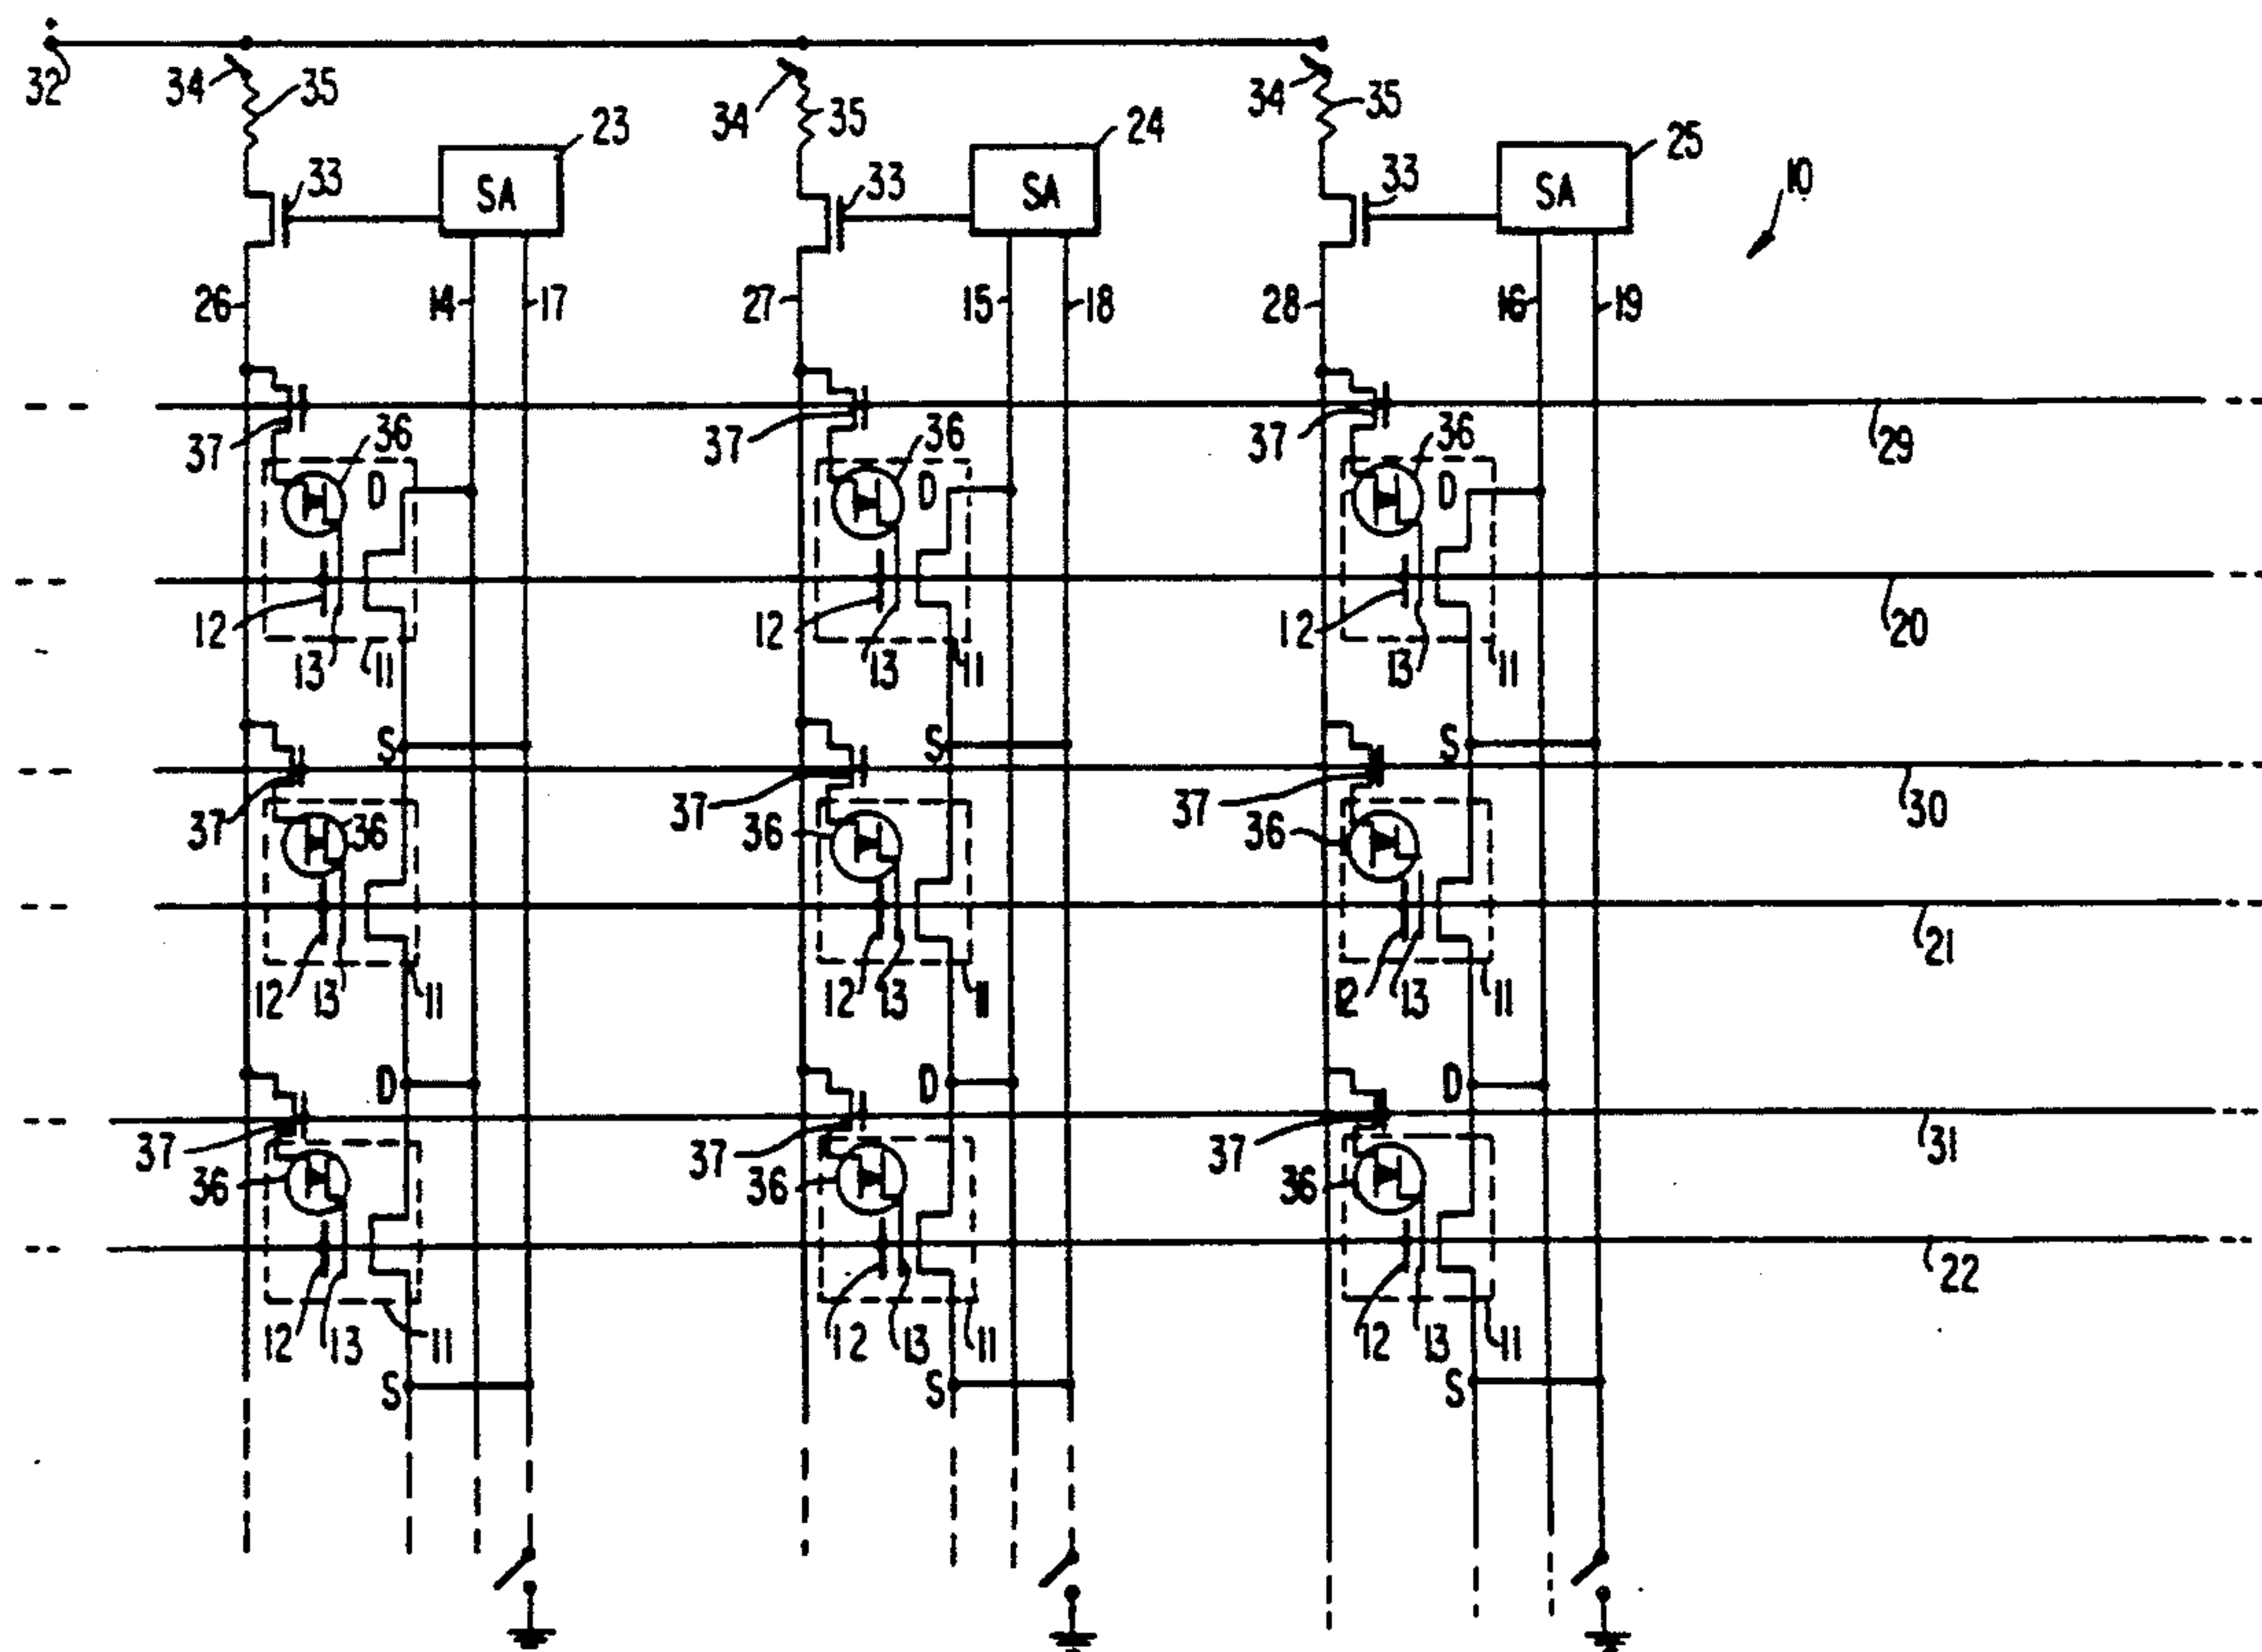 32 34 35 23 34 35 24 34 35 25
SA SA SA
33 33 33 10
26 14 17 27 15 18 28 16 19
37 36 37 36 37 36 29
D D D
12 13 11 12 13 11 12 13 11 20
S S S
37 36 37 36 37 36 30
12 13 11 12 13 11 12 13 11 21
D D D
37 36 37 36 37 36 31
12 13 11 12 13 11 12 13 11 22
S S S